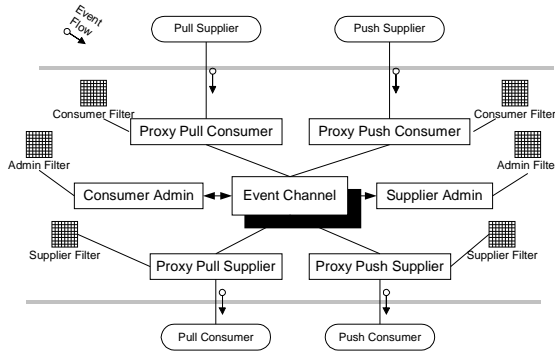 Event
Flow
Pull Supplier
Push Supplier
Consumer Filter
Consumer Filter
Proxy Pull Consumer
Proxy Push Consumer
Admin Filter
Admin Filter
Consumer Admin
Event Channel
Supplier Admin
Supplier Filter
Supplier Filter
Proxy Pull Supplier
Proxy Push Supplier
Pull Consumer
Push Consumer